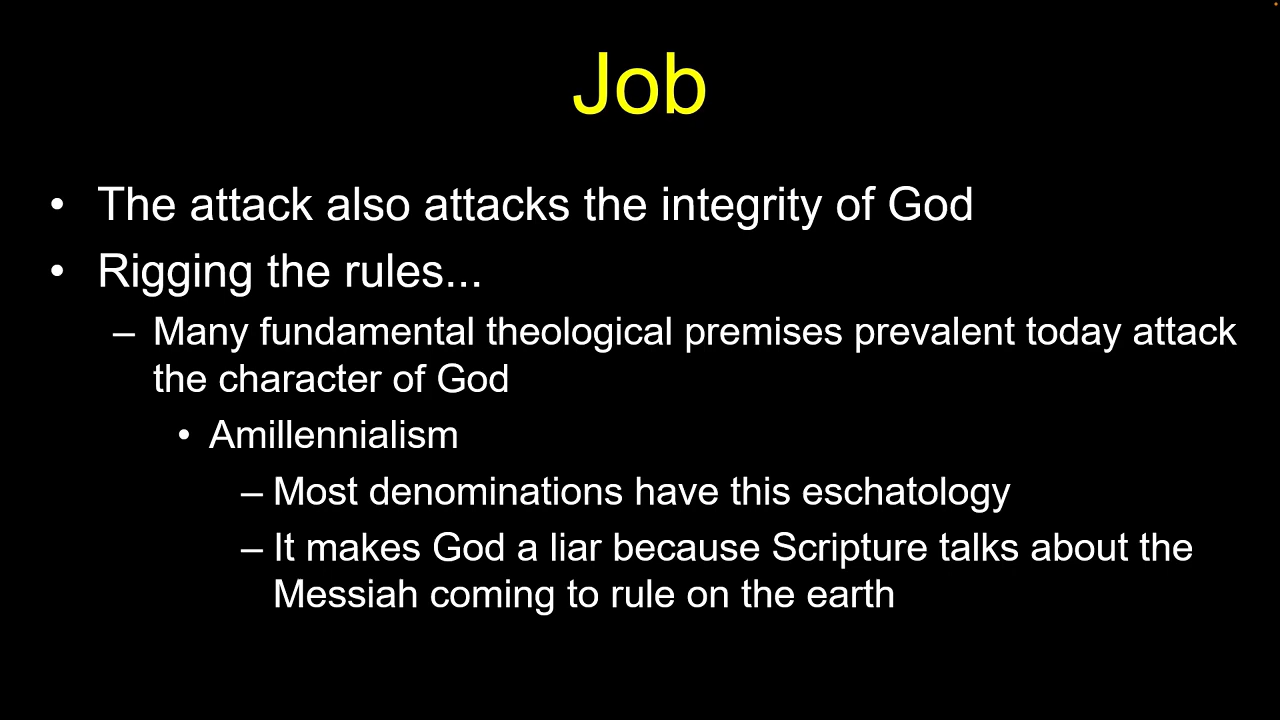 Job
• The attack also attacks the integrity of God
• Rigging the rules...
– Many fundamental theological premises prevalent today attack
the character of God
• Amillennialism
– Most denominations have this eschatology
– It makes God a liar because Scripture talks about the
Messiah coming to rule on the earth